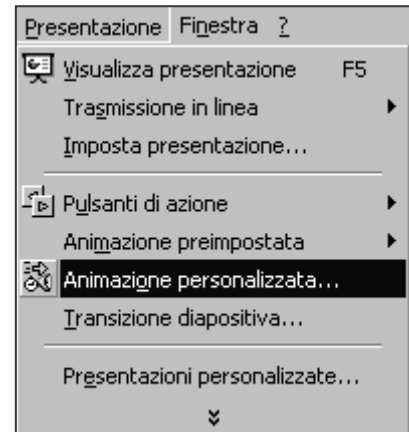 Presentazione Finestra ?
Visualizza presentazione F5
Trasmissione in linea
Imposta presentazione...
Pulsanti di azione
Animazione preimpostata
Animazione personalizzata...
Transizione diapositiva...
Presentazioni personalizzate...